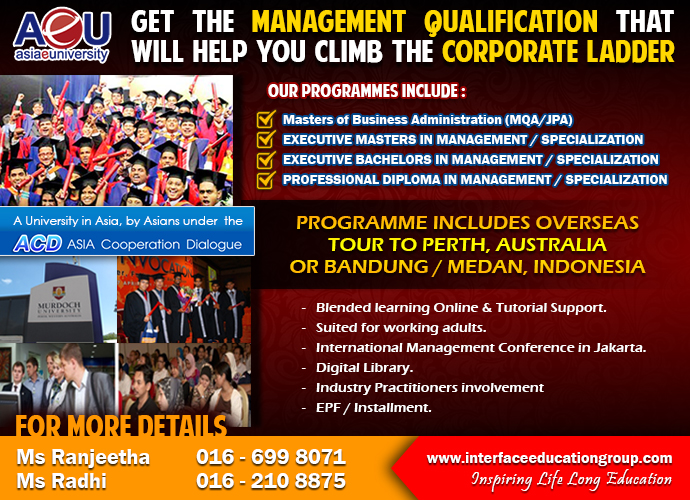 AeU
asiaeuniversity
GET THE MANAGEMENT QUALIFICATION THAT
WILL HELP YOU CLIMB THE CORPORATE LADDER
OUR PROGRAMMES INCLUDE :
Masters of Business Administration (MQA/JPA)
EXECUTIVE MASTERS IN MANAGEMENT / SPECIALIZATION
EXECUTIVE BACHELORS IN MANAGEMENT / SPECIALIZATION
PROFESSIONAL DIPLOMA IN MANAGEMENT / SPECIALIZATION
A University in Asia, by Asians under the
ACD ASIA Cooperation Dialogue
PROGRAMME INCLUDES OVERSEAS
TOUR TO PERTH, AUSTRALIA
OR BANDUNG / MEDAN, INDONESIA
MURDOCH
UNIVERSITY
- Blended learning Online & Tutorial Support.
- Suited for working adults.
- International Management Conference in Jakarta.
- Digital Library.
- Industry Practitioners involvement
- EPF / Installment.
FOR MORE DETAILS
Ms Ranjeetha 016 - 699 8071
Ms Radhi 016 - 210 8875
www.interfaceeducationgroup.com
Inspiring Life Long Education